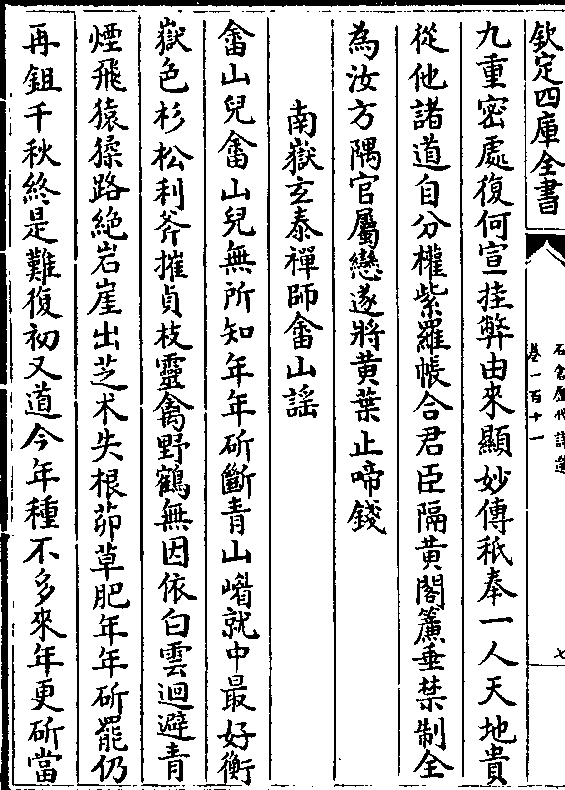 欽定四庫全書
石倉歷代詩選
卷一百十一
七
九重密處復何宣挂弊由來顯妙傳秖奉一人天地貴
從他諸道自分權紫羅帳合君臣隔黄閣簾垂禁制全
為汝方隅官屬戀遂將黄葉止啼錢
南嶽玄泰禪師畬山謡
畬山兒畬山兒無所知年年斫斷青山嵴就中最好衡
嶽色杉松利斧摧貞枝靈禽野鶴無因依白雲迴避青
煙飛猿猱路絶岩崖出芝术失根茆草肥年年斫罷仍
再鉏千秋終是難復初又道今年種不多來年更斫當